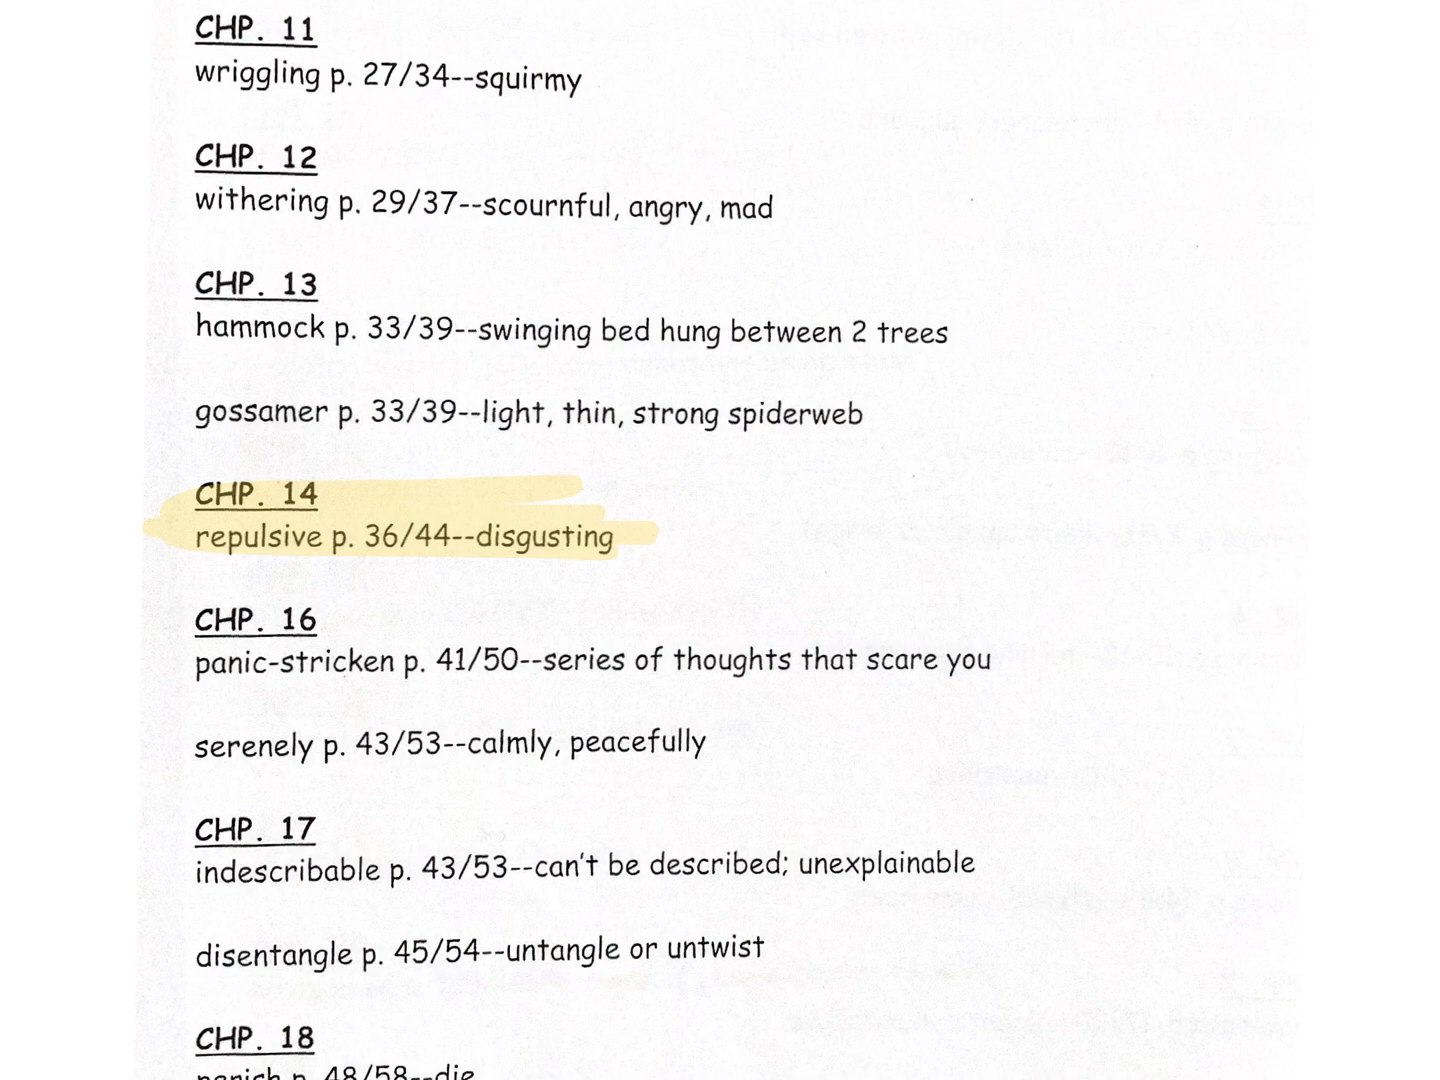 CHP. 11
wriggling p. 27/34--squirmy
CHP. 12
withering p. 29/37--scournful, angry, mad
CHP. 13
hammock p. 33/39--swinging bed hung between 2 trees
gossamer p. 33/39--light, thin, strong spiderweb
CHP. 14
repulsive p. 36/44--disgusting
CHP. 16
panic-stricken p. 41/50--series of thoughts that scare you
serenely p. 43/53--calmly, peacefully
CHP. 17
indescribable p. 43/53--can't be described; unexplainable
disentangle p. 45/54--untangle or untwist
CHP. 18
p. 48/58--die